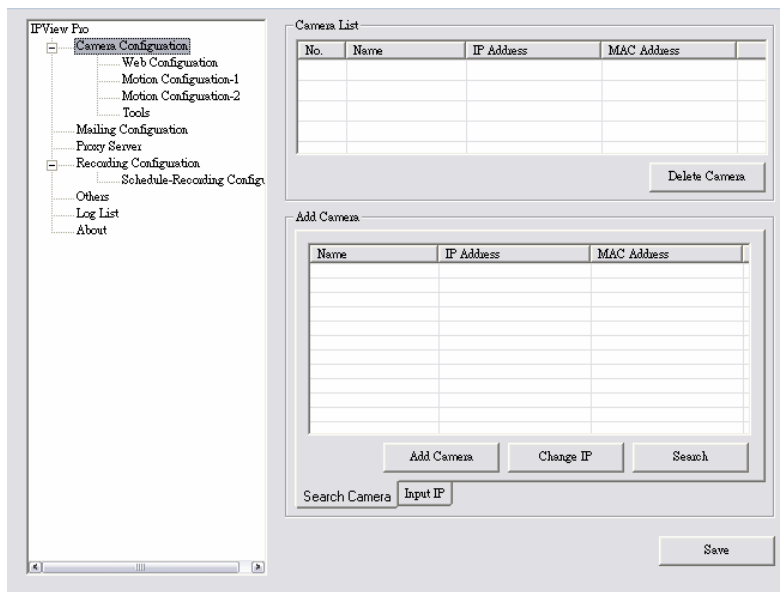 IPView Pro
Camera Configuration
Web Configuration
Motion Configuration-1
Motion Configuration-2
Tools
Mailing Configuration
Proxy Server
Recording Configuration
Schedule-Recording Configu
Others
Log List
About
Camera List
No. Name IP Address MAC Address
Delete Camera
Add Camera
Name IP Address MAC Address
Add Camera Change IP Search
Search Camera Input IP
Save